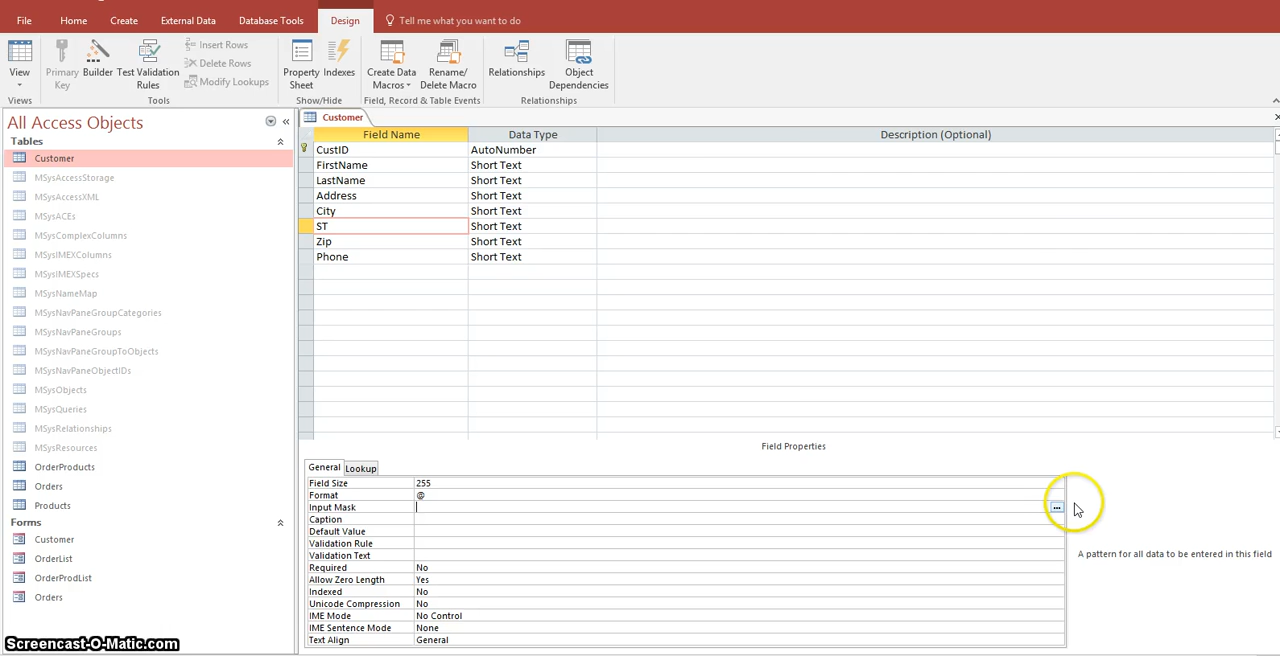 File Home Create External Data Database Tools Design Tell me what you want to do
View Primary Key Builder Test Validation Rules Insert Rows Delete Rows Modify Lookups Property Sheet Indexes Create Data Macros Rename/ Delete Macro Relationships Object Dependencies
Views Tools Show/Hide Field, Record & Table Events Relationships
All Access Objects
Tables
Customer
MSysAccessStorage
MSysAccessXML
MSysACEs
MSysComplexColumns
MSysIMEXColumns
MSysIMEXSpecs
MSysNameMap
MSysNavPaneGroupCategories
MSysNavPaneGroups
MSysNavPaneGroupToObjects
MSysNavPaneObjectIDs
MSysObjects
MSysQueries
MSysRelationships
MSysResources
OrderProducts
Orders
Products
Forms
Customer
OrderList
OrderProdList
Orders
Customer
Field Name Data Type Description (Optional)
CustID AutoNumber
FirstName Short Text
LastName Short Text
Address Short Text
City Short Text
ST Short Text
Zip Short Text
Phone Short Text
Field Properties
General Lookup
Field Size 255
Format @
Input Mask
Caption
Default Value
Validation Rule
Validation Text
Required No
Allow Zero Length Yes
Indexed No
Unicode Compression No
IME Mode No Control
IME Sentence Mode None
Text Align General
A pattern for all data to be entered in this field
Screencast-O-Matic.com